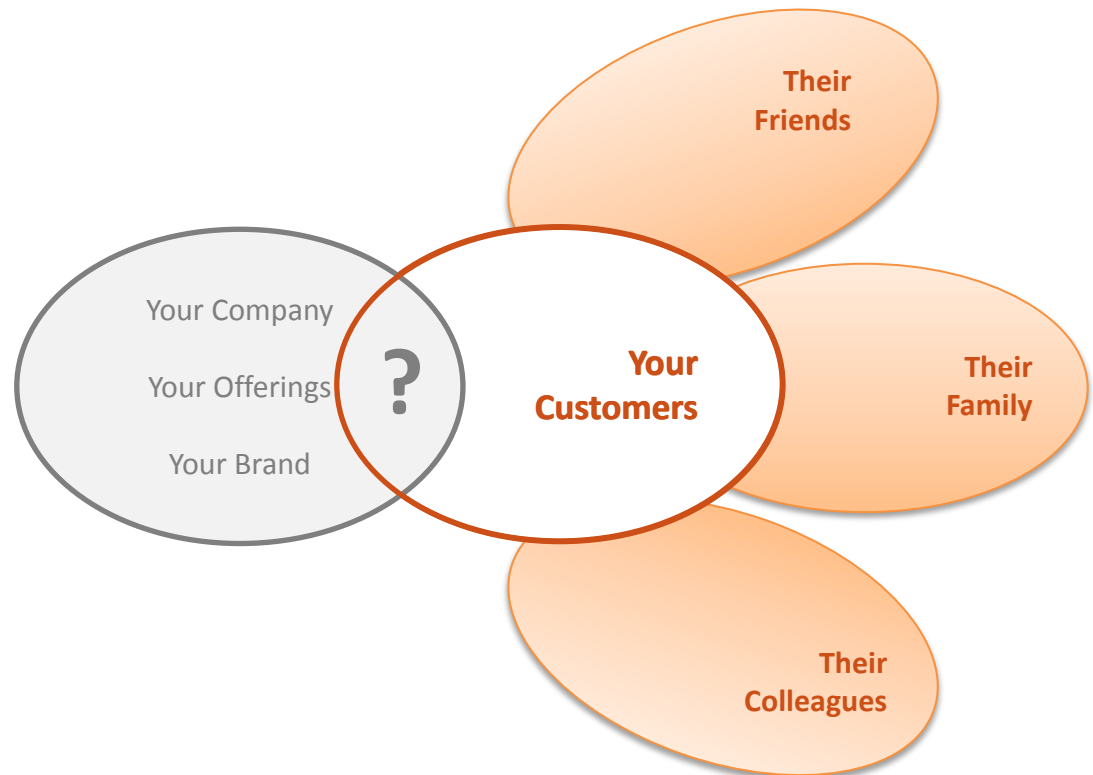 Their
Friends
Your Company
Your Offerings
Your Brand
?
Your
Customers
Their
Family
Their
Colleagues